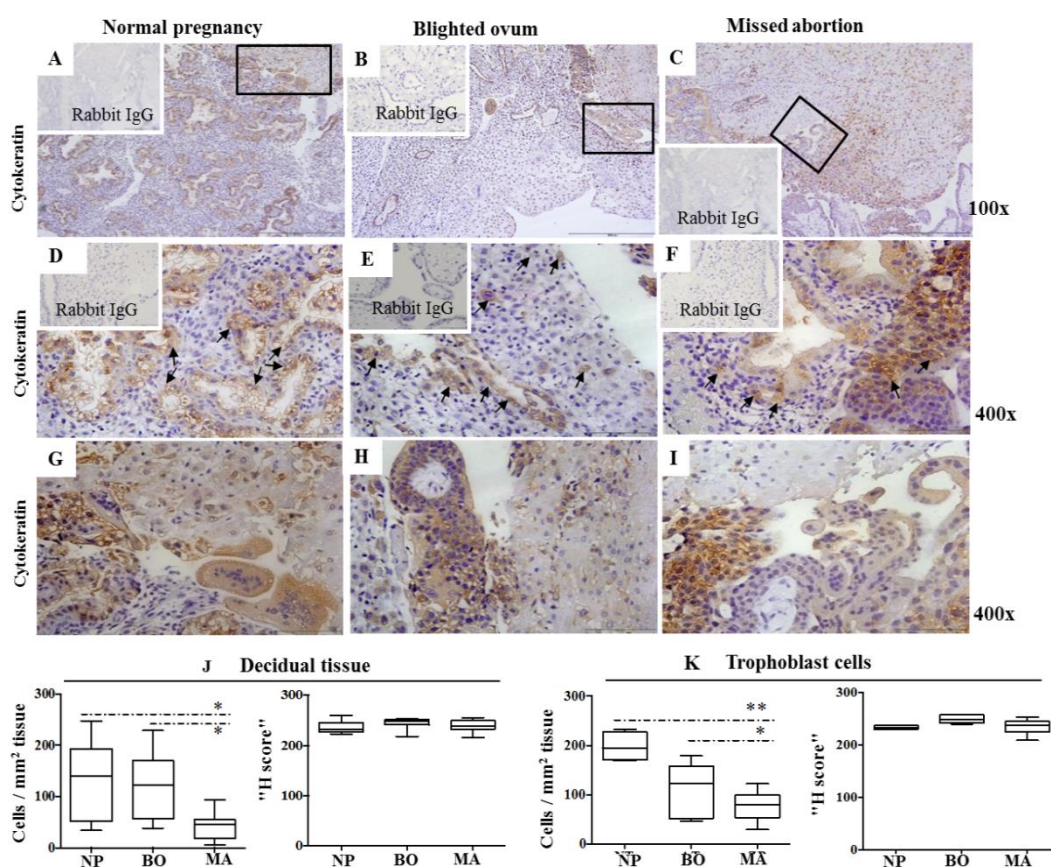 Normal pregnancy
Blighted ovum
Missed abortion
Cytokeratin
A
Rabbit IgG
B
Rabbit IgG
C
Rabbit IgG
100x
Cytokeratin
D
Rabbit IgG
E
Rabbit IgG
F
Rabbit IgG
400x
Cytokeratin
G
H
I
400x
J Decidual tissue
Cells / mm² tissue
300
200
100
0
*
*
NP BO MA
"H score"
300
200
100
0
NP BO MA
K Trophoblast cells
Cells / mm² tissue
300
200
100
0
**
*
NP BO MA
"H score"
300
200
100
0
NP BO MA